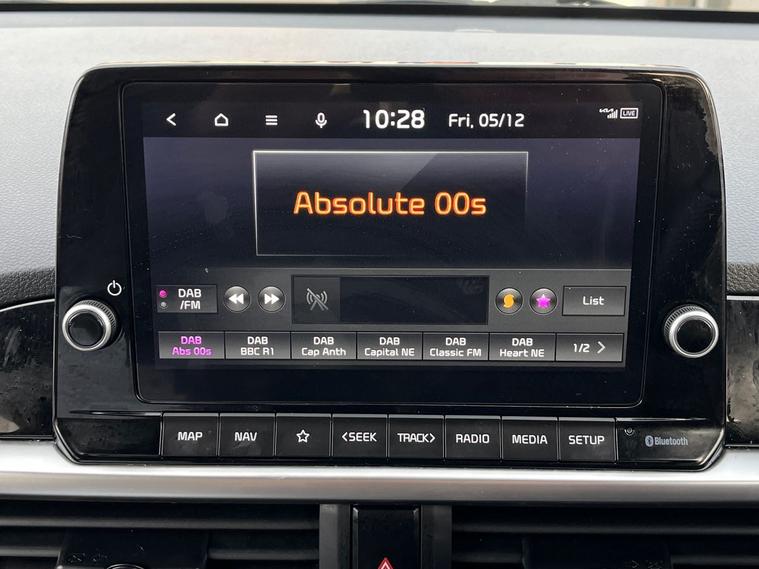 10:28 Fri, 05/12 LIVE
Absolute 00s
DAB
/FM
List
DAB
Abs 00s
DAB
BBC R1
DAB
Cap Anth
DAB
Capital NE
DAB
Classic FM
DAB
Heart NE
1/2
MAP NAV <SEEK TRACK> RADIO MEDIA SETUP Bluetooth